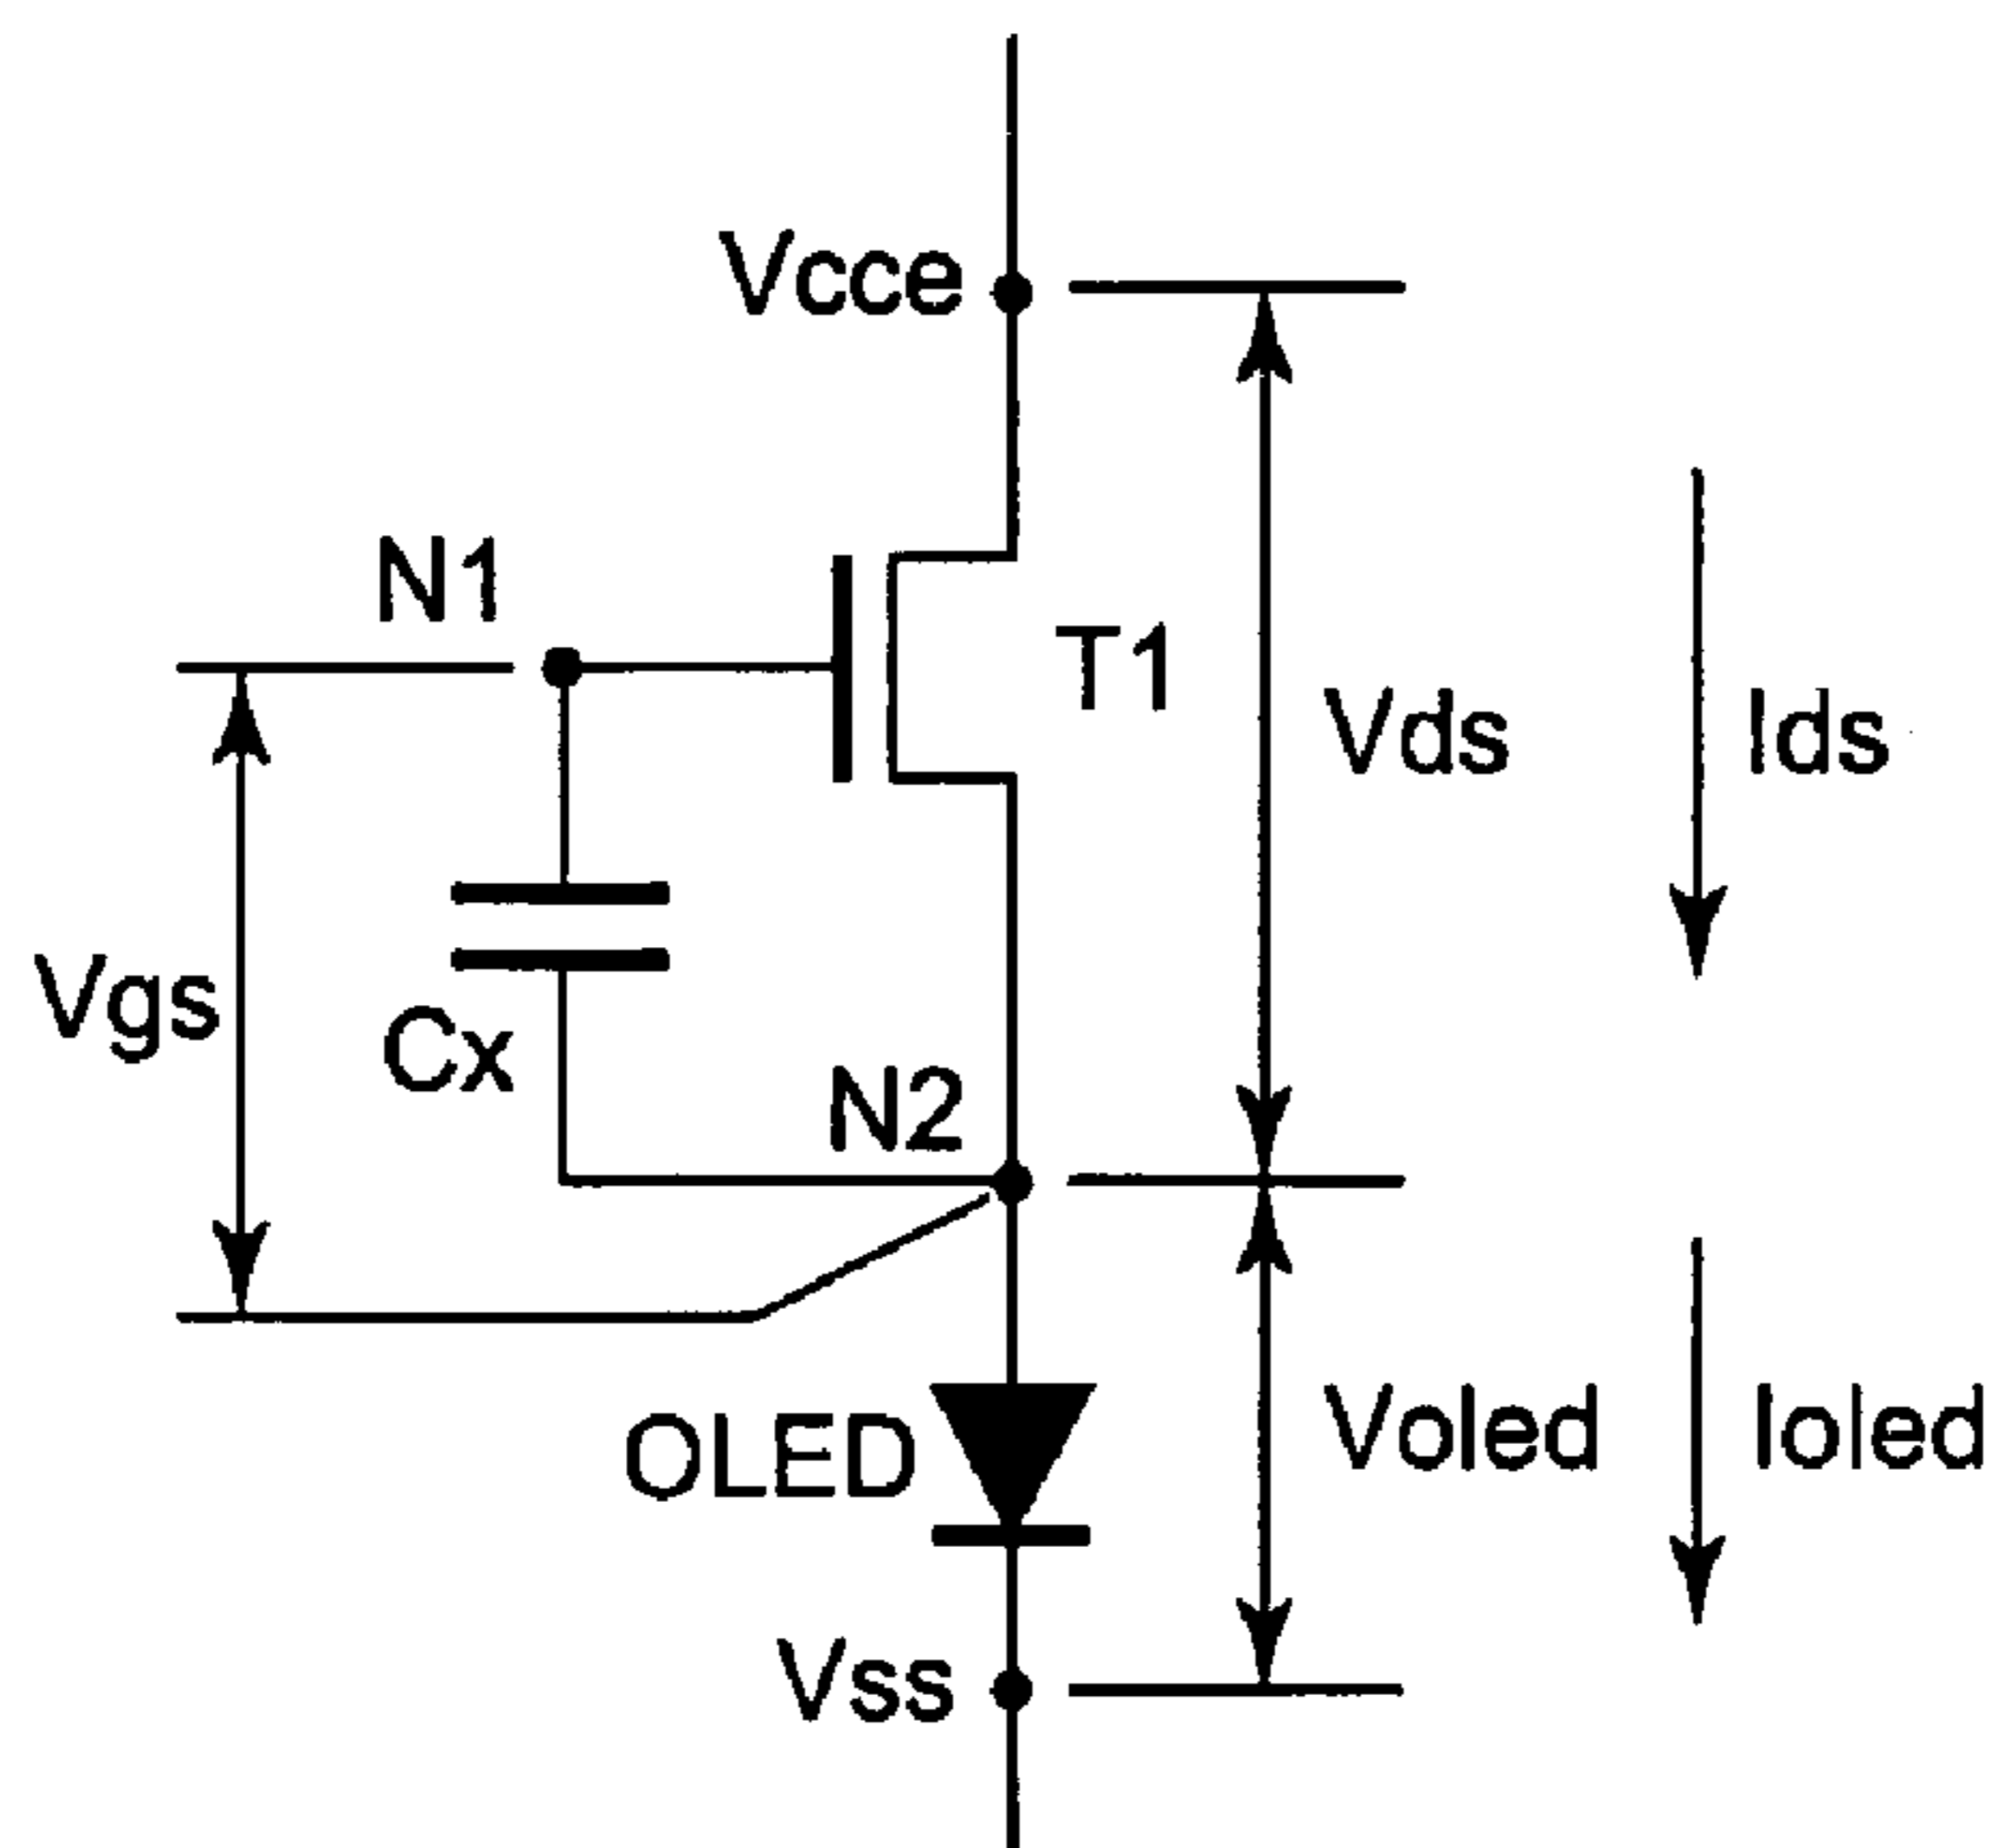 Vcce
N1
T1
Vds
Ids
Vgs
Cx
N2
OLED
Voled
Ioled
Vss